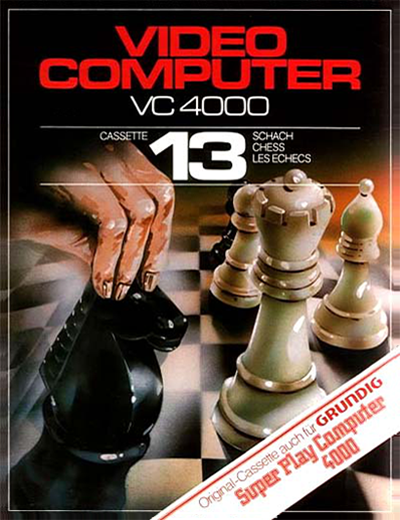 VIDEO
COMPUTER
VC 4000
CASSETTE
13
SCHACH
CHESS
LES ECHECS
Original-Cassette auch für GRUNDIG
Super Play Computer
4000